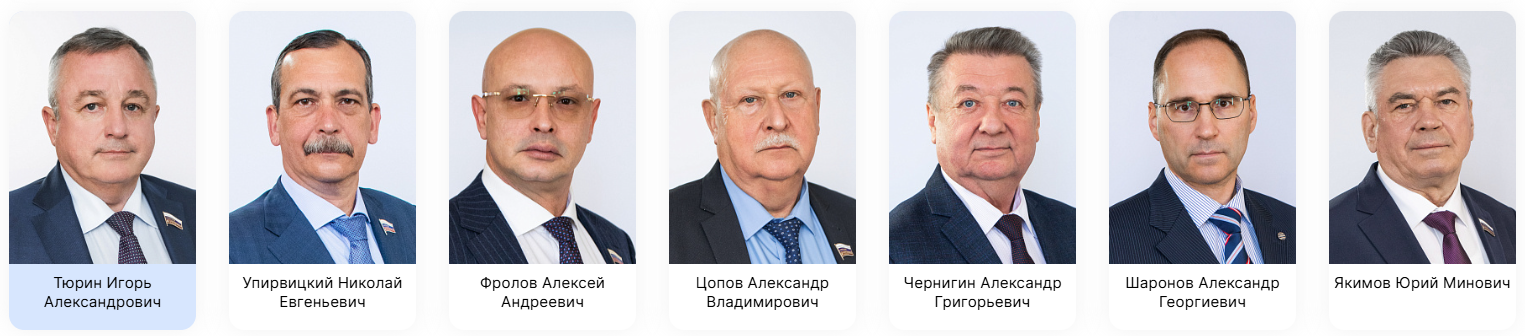 Тюрин Игорь
Александрович
Упирвицкий Николай
Евгеньевич
Фролов Алексей
Андреевич
Цопов Александр
Владимирович
Чернигин Александр
Григорьевич
Шаронов Александр
Георгиевич
Якимов Юрий Минович